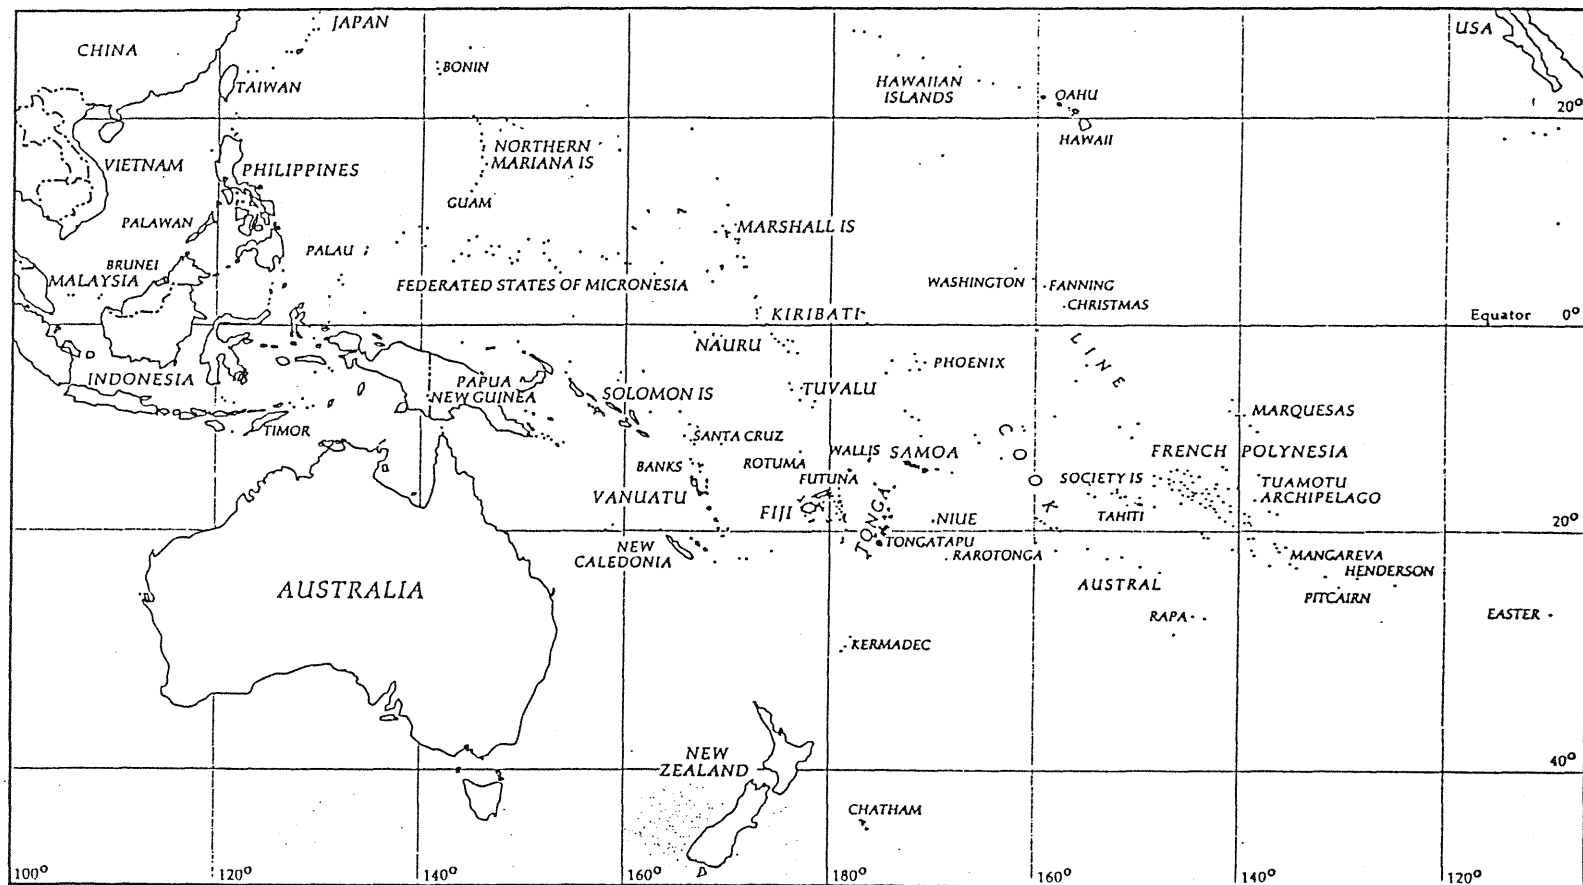 JAPAN
CHINA
USA
BONIN
TAIWAN
HAWAIIAN
ISLANDS
OAHU
20°
HAWAII
NORTHERN
MARIANA IS
VIETNAM
PHILIPPINES
GUAM
PALAWAN
MARSHALL IS
PALAU
BRUNEI
MALAYSIA
FEDERATED STATES OF MICRONESIA
WASHINGTON
FANNING
CHRISTMAS
KIRIBATI
Equator 0°
NAURU
LINE
PHOENIX
INDONESIA
PAPUA
NEW GUINEA
SOLOMON IS
TUVALU
MARQUESAS
TIMOR
SANTA CRUZ
COOK
WALLIS
SAMOA
FRENCH POLYNESIA
BANKS
ROTUMA
FUTUNA
SOCIETY IS
TUAMOTU
ARCHIPELAGO
VANUATU
FIJI
TONGA
NIUE
TAHITI
20°
TONGATAPU
NEW
CALEDONIA
RAROTONGA
MANGAREVA
HENDERSON
AUSTRALIA
AUSTRAL
PITCAIRN
RAPA
EASTER
KERMADEC
NEW
ZEALAND
40°
CHATHAM
100°
120°
140°
160°
180°
160°
140°
120°